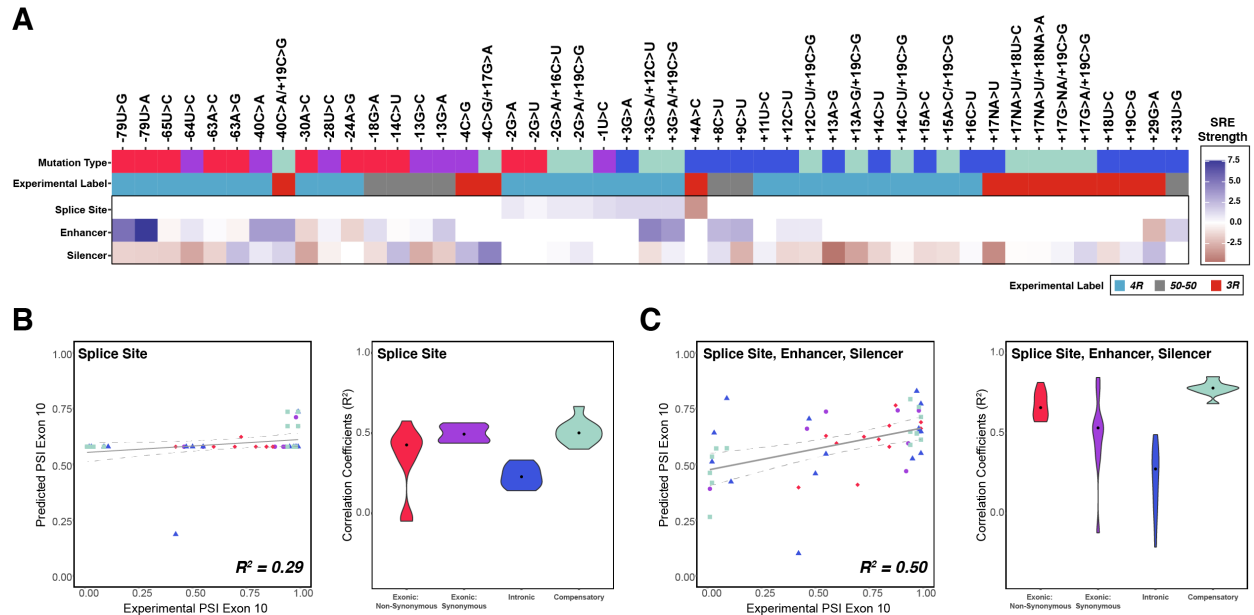 A
-79U>G
-79U>A
-65U>C
-64U>C
-63A>C
-63A>G
-40C>A
-40C>A/+19C>G
-30A>C
-28U>C
-24A>G
-18G>A
-14C>U
-13G>C
-13G>A
-4C>G
-4C>G/+17G>A
-2G>A
-2G>U
-2G>A/+16C>U
-2G>A/+19C>G
-1U>C
+3G>A
+3G>A/+12C>U
+3G>A/+19C>G
+4A>C
+8C>U
+9C>U
+11U>C
+12C>U
+12C>U/+19C>G
+13A>G
+13A>G/+19C>G
+14C>U
+14C>U/+19C>G
+15A>C
+15A>C/+19C>G
+16C>U
+17NA>U
+17NA>U/+18U>C
+17NA>U/+18NA>A
+17G>NA/+19C>G
+17G>A/+19C>G
+18U>C
+19C>G
+29G>A
+33U>G
Mutation Type
Experimental Label
Splice Site
Enhancer
Silencer
SRE
Strength
7.5
5.0
2.5
0.0
-2.5
Experimental Label 4R 50-50 3R
B
Splice Site
1.00
0.75
0.50
0.25
0.00
Predicted PSI Exon 10
R² = 0.29
0.00 0.25 0.50 0.75 1.00
Experimental PSI Exon 10
Splice Site
1.0
0.5
0.0
Correlation Coefficients (R²)
Exonic:
Non-Synonymous
Exonic:
Synonymous
Intronic
Compensatory
C
Splice Site, Enhancer, Silencer
1.00
0.75
0.50
0.25
0.00
Predicted PSI Exon 10
R² = 0.50
0.00 0.25 0.50 0.75 1.00
Experimental PSI Exon 10
Splice Site, Enhancer, Silencer
1.0
0.5
0.0
Correlation Coefficients (R²)
Exonic:
Non-Synonymous
Exonic:
Synonymous
Intronic
Compensatory